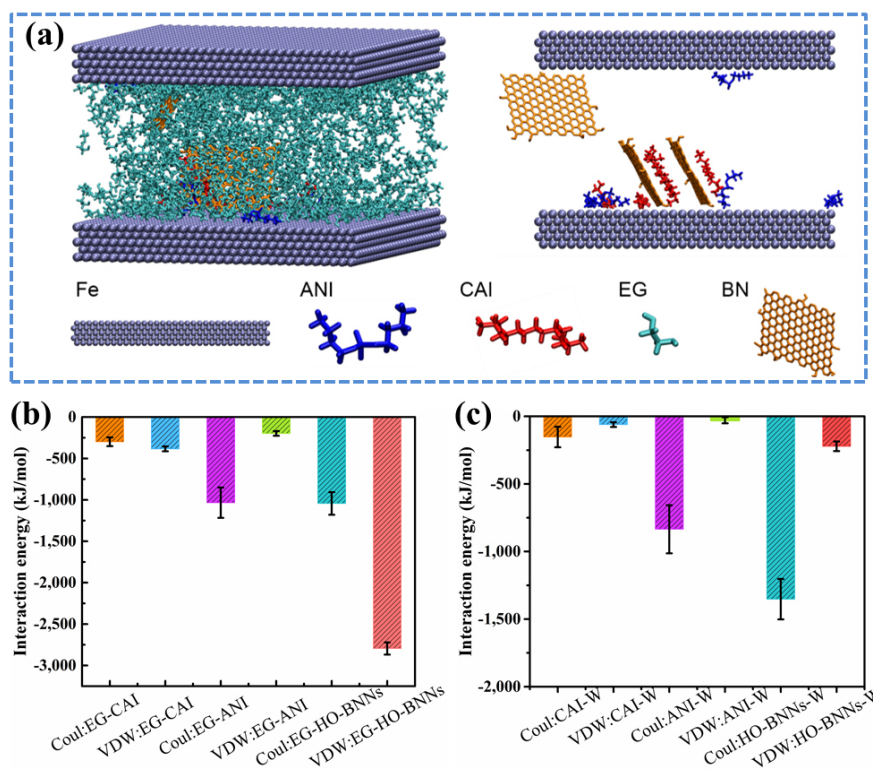 (a)
Fe ANI CAI EG BN
(b)
Interaction energy (kJ/mol)
0
-500
-1,000
-1,500
-2,000
-2,500
-3,000
Coul:EG-CAI
VDW:EG-CAI
Coul:EG-ANI
VDW:EG-ANI
Coul:EG-HO-BNNs
VDW:EG-HO-BNNs
(c)
Interaction energy (kJ/mol)
0
-500
-1,000
-1,500
-2,000
Coul:CAI-W
VDW:CAI-W
Coul:ANI-W
VDW:ANI-W
Coul:HO-BNNs-W
VDW:HO-BNNs-W